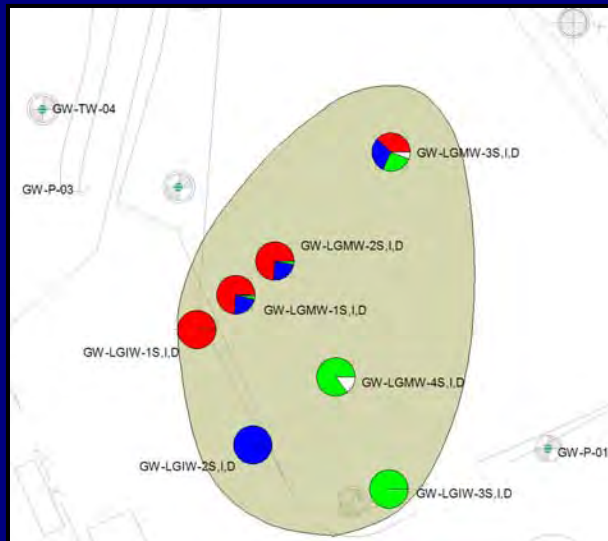 GW-TW-04
GW-LGMW-3S,I,D
GW-P-03
GW-LGMW-2S,I,D
GW-LGMW-1S,I,D
GW-LGIW-1S,I,D
GW-LGMW-4S,I,D
GW-P-01
GW-LGIW-2S,I,D
GW-LGIW-3S,I,D